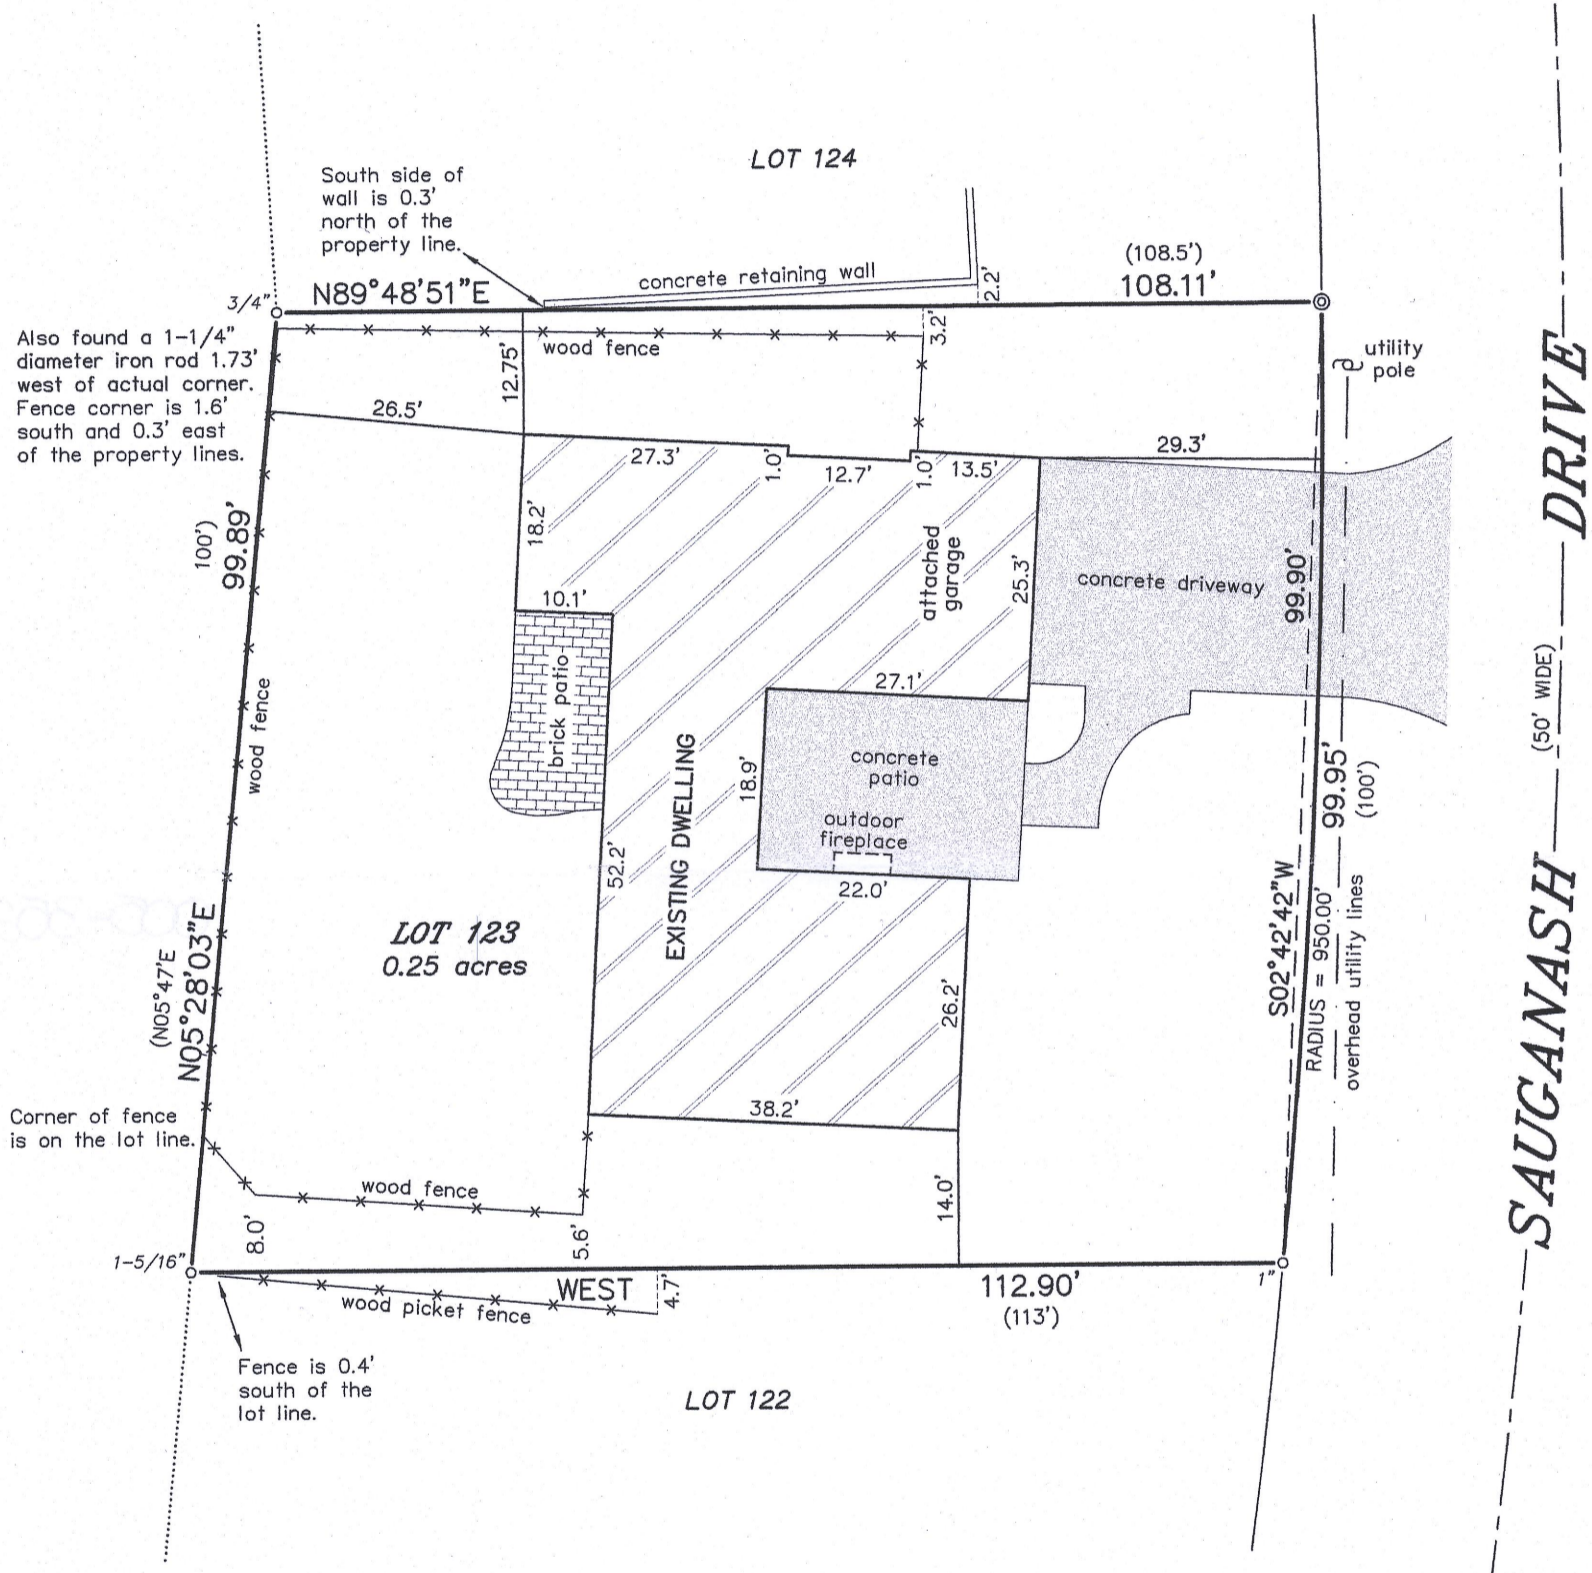 LOT 124
South side of
wall is 0.3'
north of the
property line.
(108.5')
108.11'
concrete retaining wall
2.2'
N89°48'51"E
3/4"
Also found a 1-1/4"
diameter iron rod 1.73'
west of actual corner.
Fence corner is 1.6'
south and 0.3' east
of the property lines.
wood fence
3.2'
12.75'
utility
pole
26.5'
29.3'
27.3'
1.0'
12.7'
1.0'
13.5'
18.2'
100')
99.89'
attached
garage
25.3'
concrete driveway
99.90'
10.1'
brick patio
wood fence
27.1'
concrete
patio
18.9'
outdoor
fireplace
22.0'
EXISTING DWELLING
52.2'
99.95'
(100')
SAUGANASH (50' WIDE) DRIVE
LOT 123
0.25 acres
(N05°47'E
N05°28'03"E
S02°42'42"W
RADIUS = 950.00'
overhead utility lines
26.2'
38.2'
Corner of fence
is on the lot line.
wood fence
8.0'
5.6'
14.0'
1-5/16"
WEST
4.7'
112.90'
(113')
1"
wood picket fence
Fence is 0.4'
south of the
lot line.
LOT 122